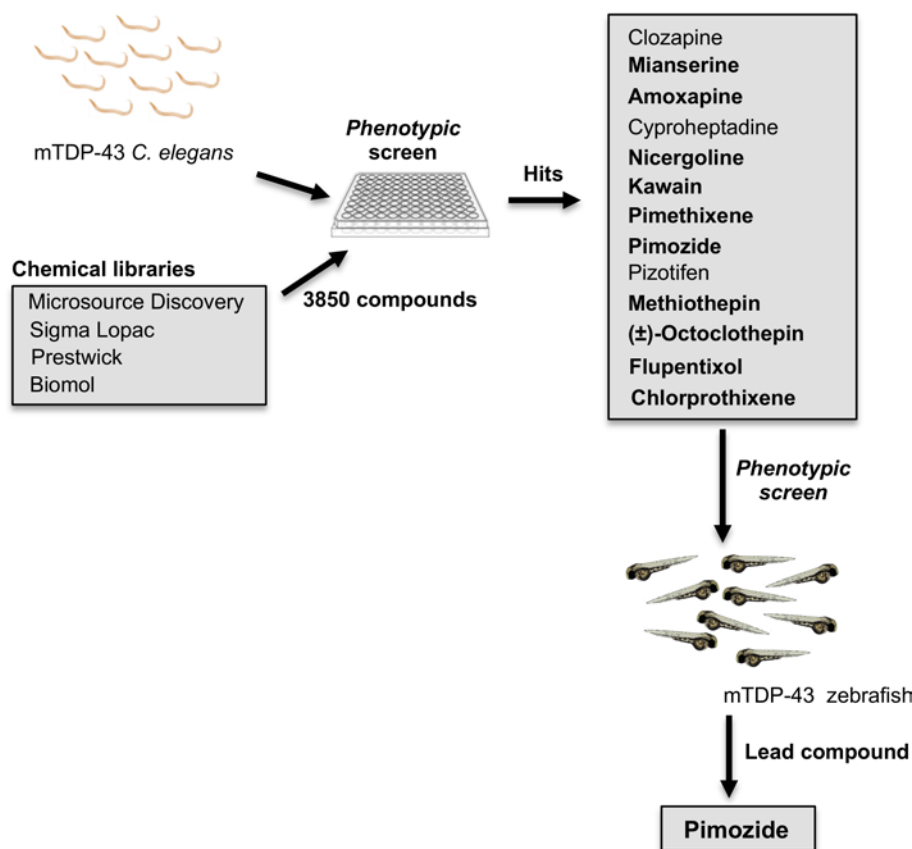 mTDP-43 C. elegans
Chemical libraries
Microsource Discovery
Sigma Lopac
Prestwick
Biomol
Phenotypic
screen
3850 compounds
Hits
Clozapine
Mianserine
Amoxapine
Cyproheptadine
Nicergoline
Kawain
Pimethixene
Pimozide
Pizotifen
Methiothepin
(±)-Octoclothepin
Flupentixol
Chlorprothixene
Phenotypic
screen
mTDP-43 zebrafish
Lead compound
Pimozide